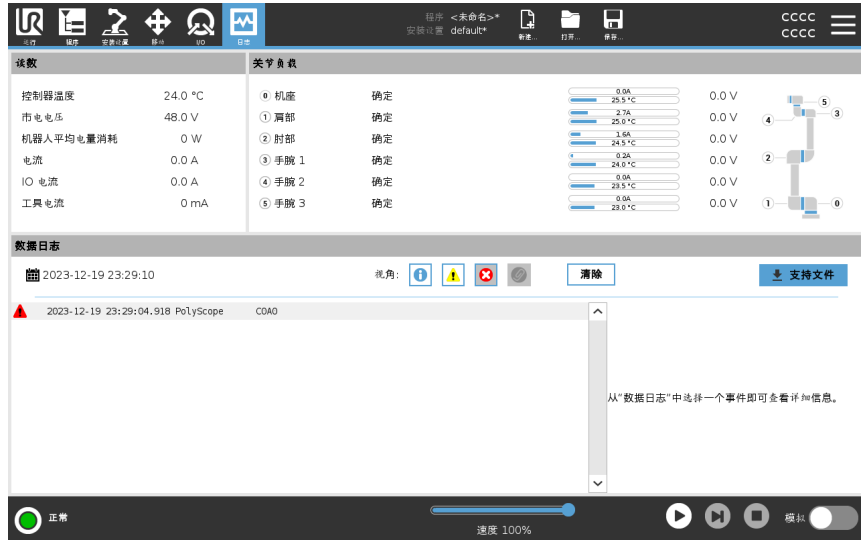 程序 <未命名>*
安装设置 default*
CCCC
CCCC
运行 程序 安装设置 移动 I/O 日志 新建... 打开... 保存...
读数 关节负载
控制器温度 24.0 °C
市电电压 48.0 V
机器人平均电量消耗 0 W
电流 0.0 A
IO 电流 0.0 A
工具电流 0 mA
0 机座 确定 0.0A 25.5 °C 0.0 V
1 肩部 确定 2.7A 25.0 °C 0.0 V
2 肘部 确定 1.6A 24.5 °C 0.0 V
3 手腕 1 确定 0.2A 24.0 °C 0.0 V
4 手腕 2 确定 0.0A 23.5 °C 0.0 V
5 手腕 3 确定 0.0A 23.0 °C 0.0 V
5
4 3
2
1 0
数据日志
2023-12-19 23:29:10 视角: 清除 支持文件
2023-12-19 23:29:04.918 PolyScope C0A0
从"数据日志"中选择一个事件即可查看详细信息。
正常
速度 100%
模拟